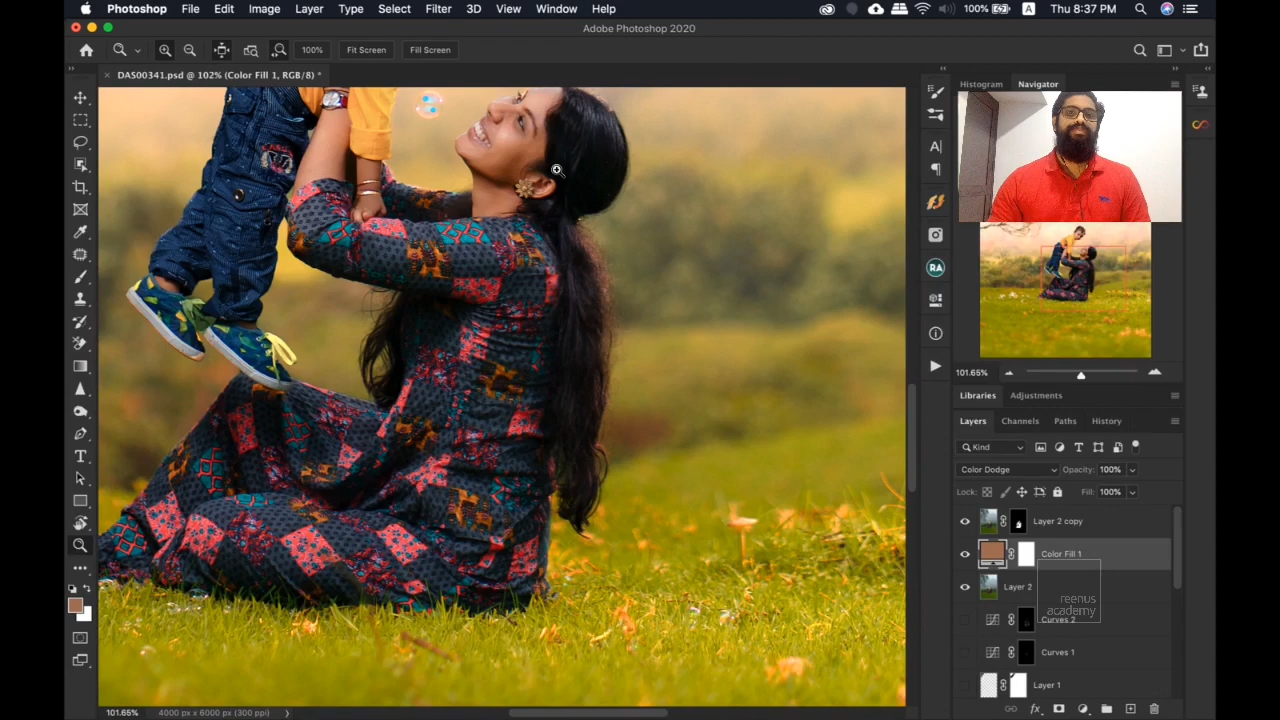 Photoshop File Edit Image Layer Type Select Filter 3D View Window Help 100% A Thu 8:37 PM
Adobe Photoshop 2020
100% Fit Screen Fill Screen
DAS00341.psd @ 102% (Color Fill 1, RGB/8) *
Histogram Navigator
A|
RA
101.65%
Libraries Adjustments
Layers Channels Paths History
Kind
Color Dodge Opacity: 100%
Lock: Fill: 100%
Layer 2 copy
Color Fill 1
Layer 2
reenus
academy
Curves 2
Curves 1
Layer 1
fx
101.65% 4000 px x 6000 px (300 ppi)